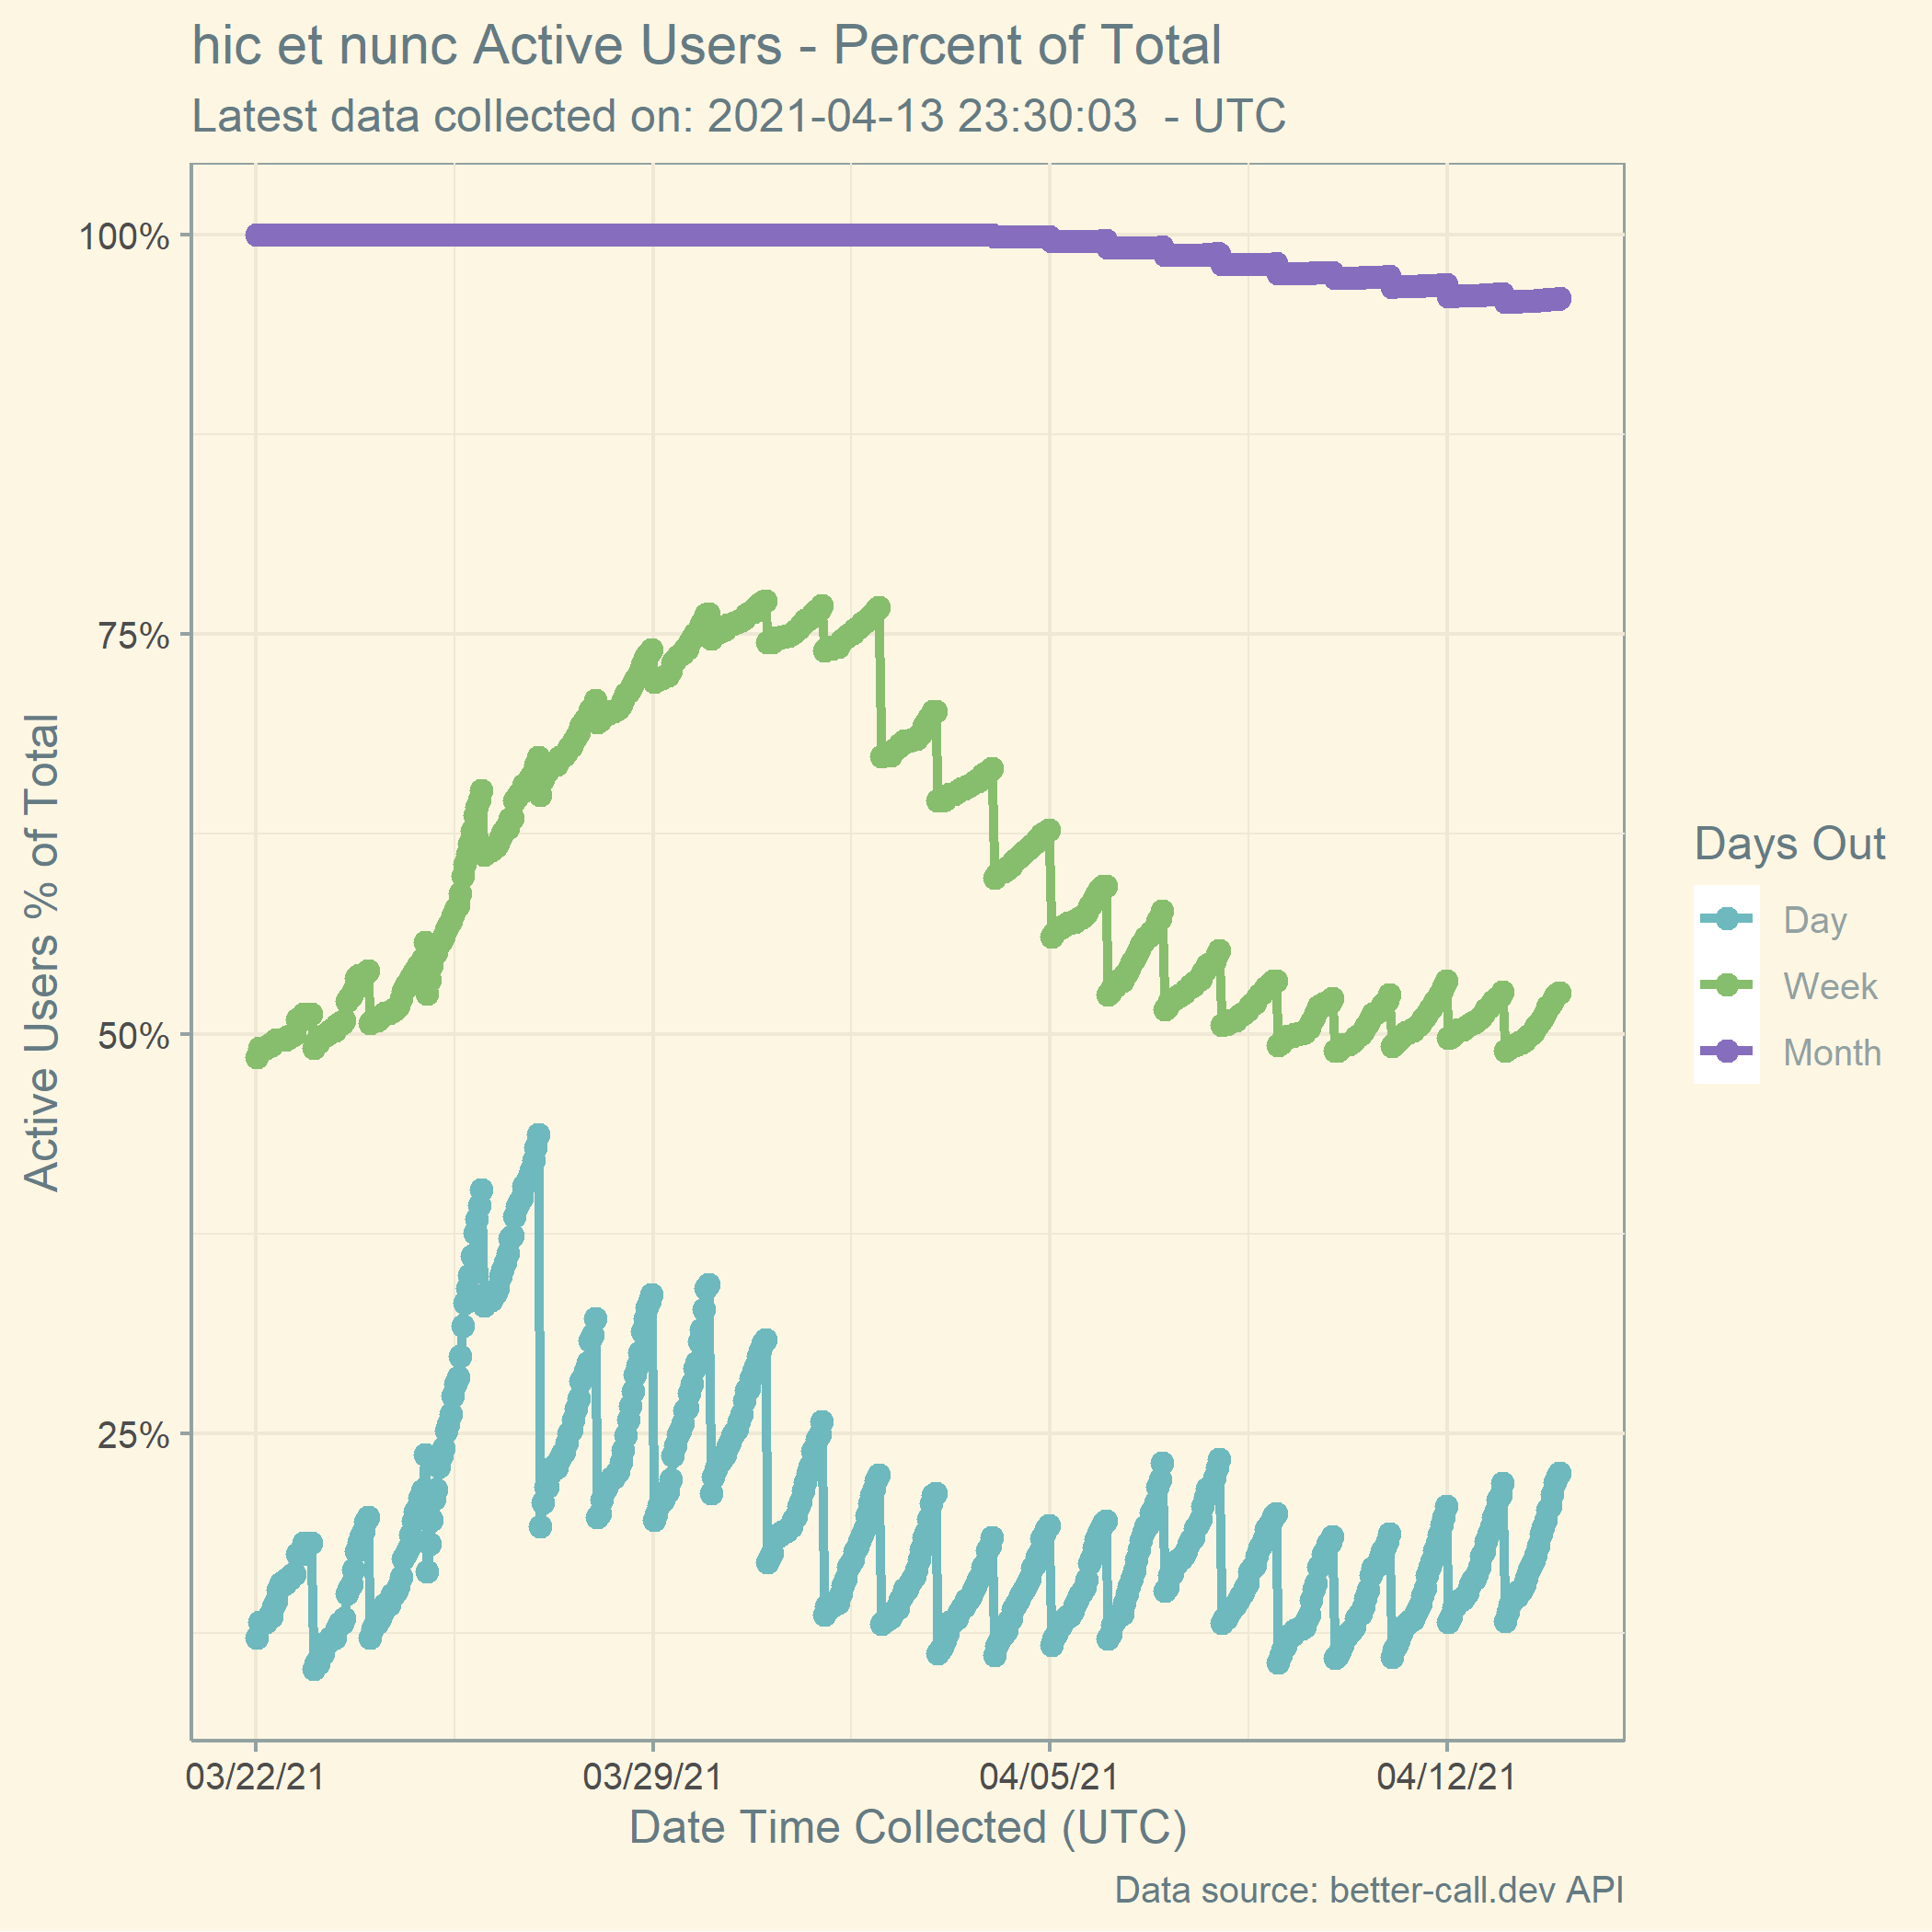 hic et nunc Active Users - Percent of Total
Latest data collected on: 2021-04-13 23:30:03  - UTC
100%
75%
50%
25%
Active Users % of Total
03/22/21
03/29/21
04/05/21
04/12/21
Date Time Collected (UTC)
Days Out
Day
Week
Month
Data source: better-call.dev API